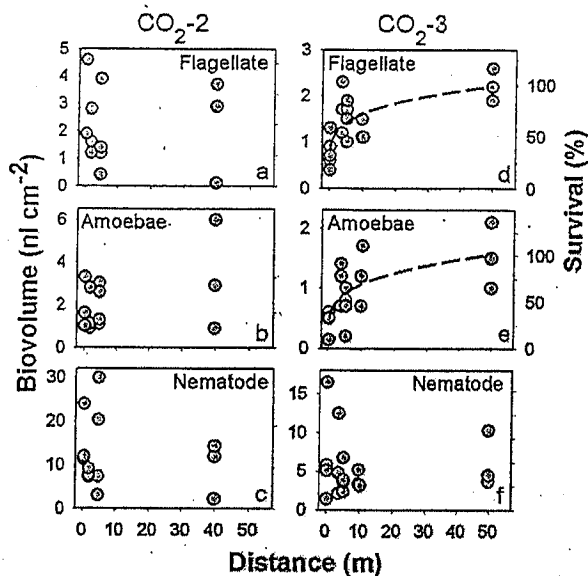 CO2-2
CO2-3
Biovolume (nl cm-2)
Survival (%)
5
4
3
2
1
0
Flagellate
a
3
2
1
0
Flagellate
d
100
50
0
6
4
2
0
Amoebae
b
2
1
0
Amoebae
e
100
50
0
30
20
10
0
Nematode
c
15
10
5
0
Nematode
f
0 10 20 30 40 50
0 10 20 30 40 50
Distance (m)